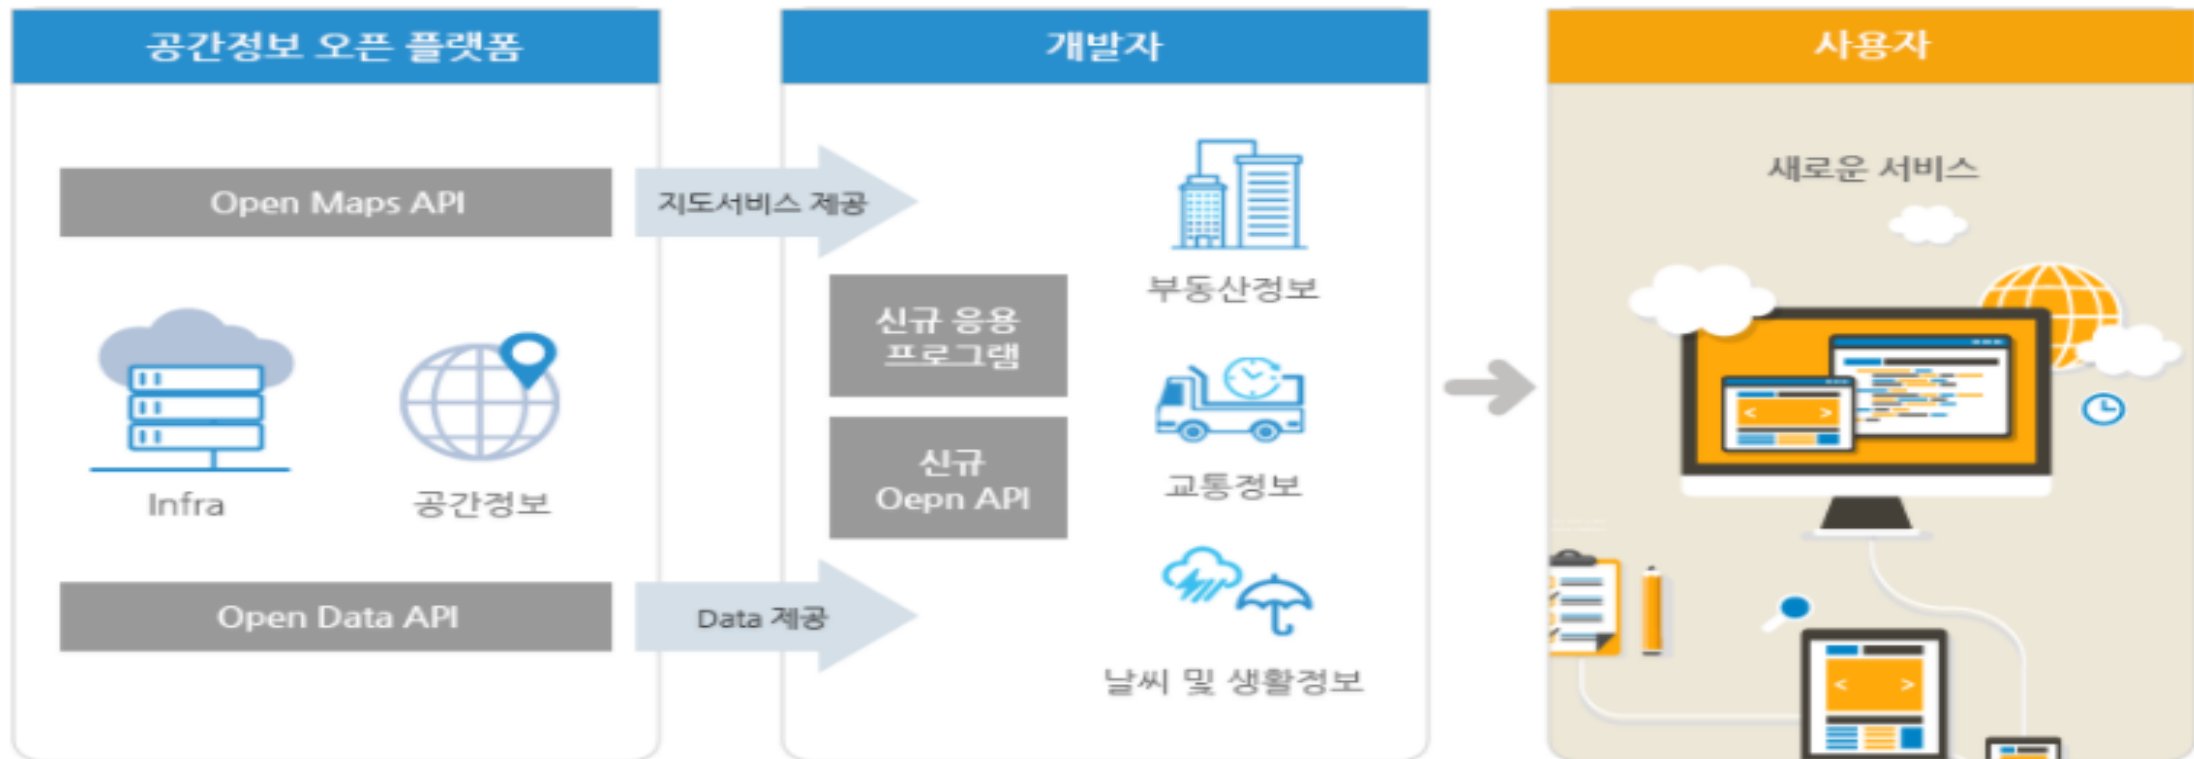 공간정보 오픈 플랫폼
Open Maps API
Infra
공간정보
Open Data API
지도서비스 제공
Data 제공
개발자
신규 응용
프로그램
신규
Oepn API
부동산정보
교통정보
날씨 및 생활정보
사용자
새로운 서비스